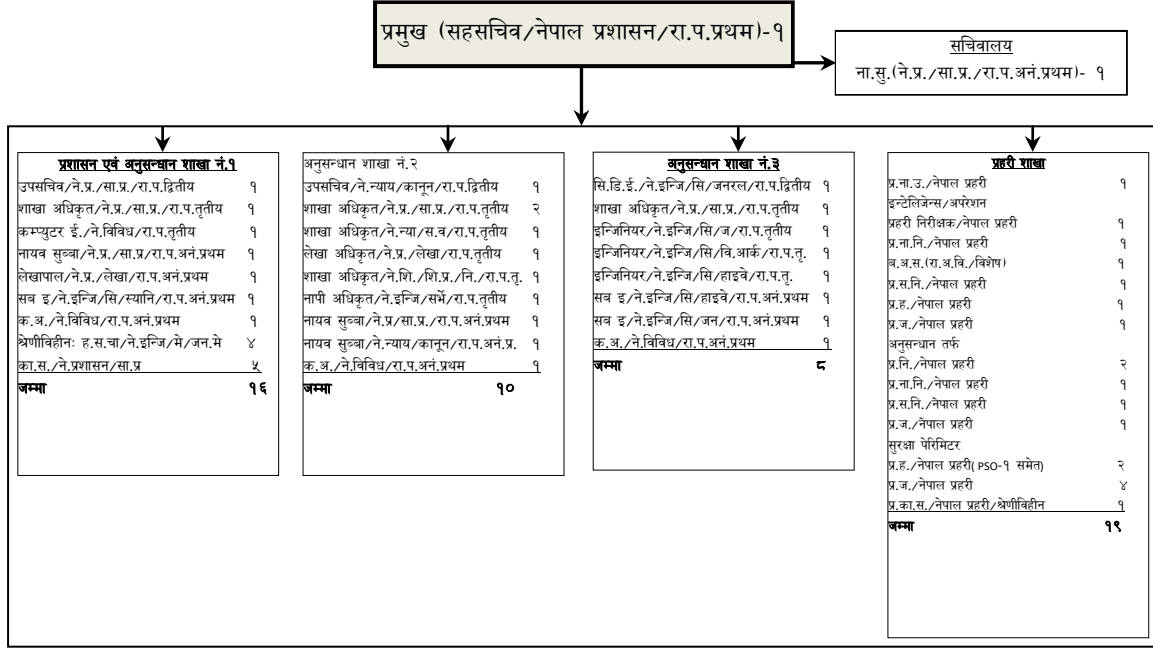 प्रमुख (सहसचिव/नेपाल प्रशासन/रा.प.प्रथम)-१
सचिवालय
ना.सु.(ने.प्र./सा.प्र./रा.प.अनं.प्रथम)- १
प्रशासन एवं अनुसन्धान शाखा नं.१
उपसचिव/ने.प्र./सा.प्र./रा.प.द्वितीय १
शाखा अधिकृत/ने.प्र./सा.प्र./रा.प.तृतीय १
कम्प्युटर ई./ने.विविध/रा.प.तृतीय १
नायव सुब्बा/ने.प्र./सा.प्र/रा.प.अनं.प्रथम १
लेखापाल/ने.प्र./लेखा/रा.प.अनं.प्रथम १
सब इ/ने.इन्जि/सि/स्यानि/रा.प.अनं.प्रथम १
क.अ./ने.विविध/रा.प.अनं.प्रथम १
श्रेणीविहीनः ह.स.चा/ने.इन्जि/मे/जन.मे ४
का.स./ने.प्रशासन/सा.प्र ५
जम्मा १६
अनुसन्धान शाखा नं.२
उपसचिव/ने.न्याय/कानून/रा.प.द्वितीय १
शाखा अधिकृत/ने.प्र./सा.प्र./रा.प.तृतीय २
शाखा अधिकृत/ने.न्या/स.व/रा.प.तृतीय १
लेखा अधिकृत/ने.प्र./लेखा/रा.प.तृतीय १
शाखा अधिकृत/ने.शि./शि.प्र./नि./रा.प.तृ. १
नापी अधिकृत/ने.इन्जि/सर्भे/रा.प.तृतीय १
नायव सुब्बा/ने.प्र/सा.प्र./रा.प.अनं.प्रथम १
नायव सुब्बा/ने.न्याय/कानून/रा.प.अनं.प्र. १
क.अ./ने.विविध/रा.प.अनं.प्रथम १
जम्मा १०
अनुसन्धान शाखा नं.३
सि.डि.ई./ने.इन्जि/सि/जनरल/रा.प.द्वितीय १
शाखा अधिकृत/ने.प्र./सा.प्र./रा.प.तृतीय १
इन्जिनियर/ने.इन्जि/सि/ज/रा.प.तृतीय १
इन्जिनियर/ने.इन्जि/सि/वि.आर्क/रा.प.तृ. १
इन्जिनियर/ने.इन्जि/सि/हाइवे/रा.प.तृ. १
सब इ/ने.इन्जि/सि/हाइवे/रा.प.अनं.प्रथम १
सब इ/ने.इन्जि/सि/जन/रा.प.अनं.प्रथम १
क.अ./ने.विविध/रा.प.अनं.प्रथम १
जम्मा ८
प्रहरी शाखा
प्र.ना.उ./नेपाल प्रहरी १
इन्टेलिजेन्स/अपरेशन
प्रहरी निरीक्षक/नेपाल प्रहरी १
प्र.ना.नि./नेपाल प्रहरी १
ब.अ.स.(रा.अ.वि./विशेष) १
प्र.स.नि./नेपाल प्रहरी १
प्र.ह./नेपाल प्रहरी १
प्र.ज./नेपाल प्रहरी १
अनुसन्धान तर्फ
प्र.नि./नेपाल प्रहरी २
प्र.ना.नि./नेपाल प्रहरी १
प्र.स.नि./नेपाल प्रहरी १
प्र.ज./नेपाल प्रहरी १
सुरक्षा पेरिमिटर
प्र.ह./नेपाल प्रहरी( PSO-१ समेत) २
प्र.ज./नेपाल प्रहरी ४
प्र.का.स./नेपाल प्रहरी/श्रेणीविहीन १
जम्मा १९